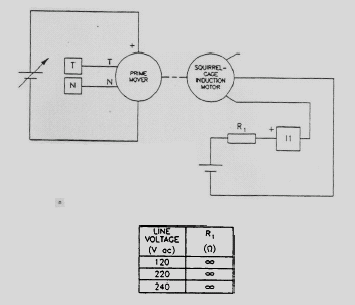 +
T
T
N
N
PRIME
MOVER
SQUIRREL-
CAGE
INDUCTION
MOTOR
R1
+
I1
LINE
VOLTAGE
(V ac)
R1
(Ω)
120
∞
220
∞
240
∞